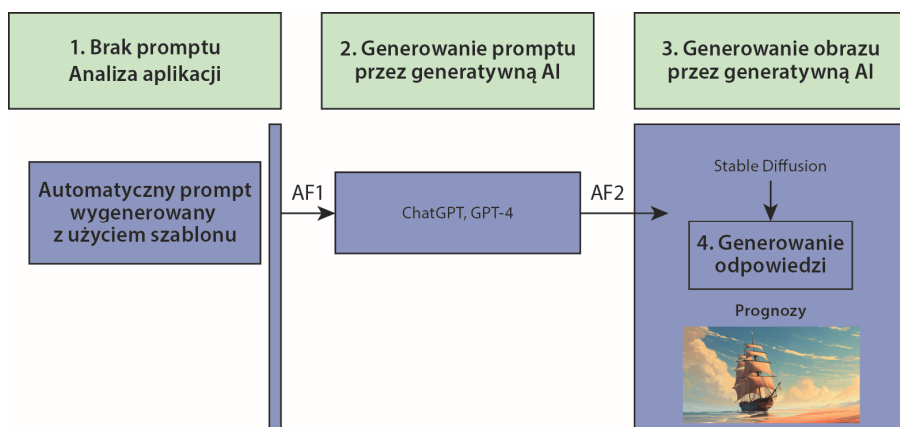 1. Brak promptu
Analiza aplikacji
2. Generowanie promptu
przez generatywną AI
3. Generowanie obrazu
przez generatywną AI
Automatyczny prompt
wygenerowany
z użyciem szablonu
AF1
ChatGPT, GPT-4
AF2
Stable Diffusion
4. Generowanie
odpowiedzi
Prognozy